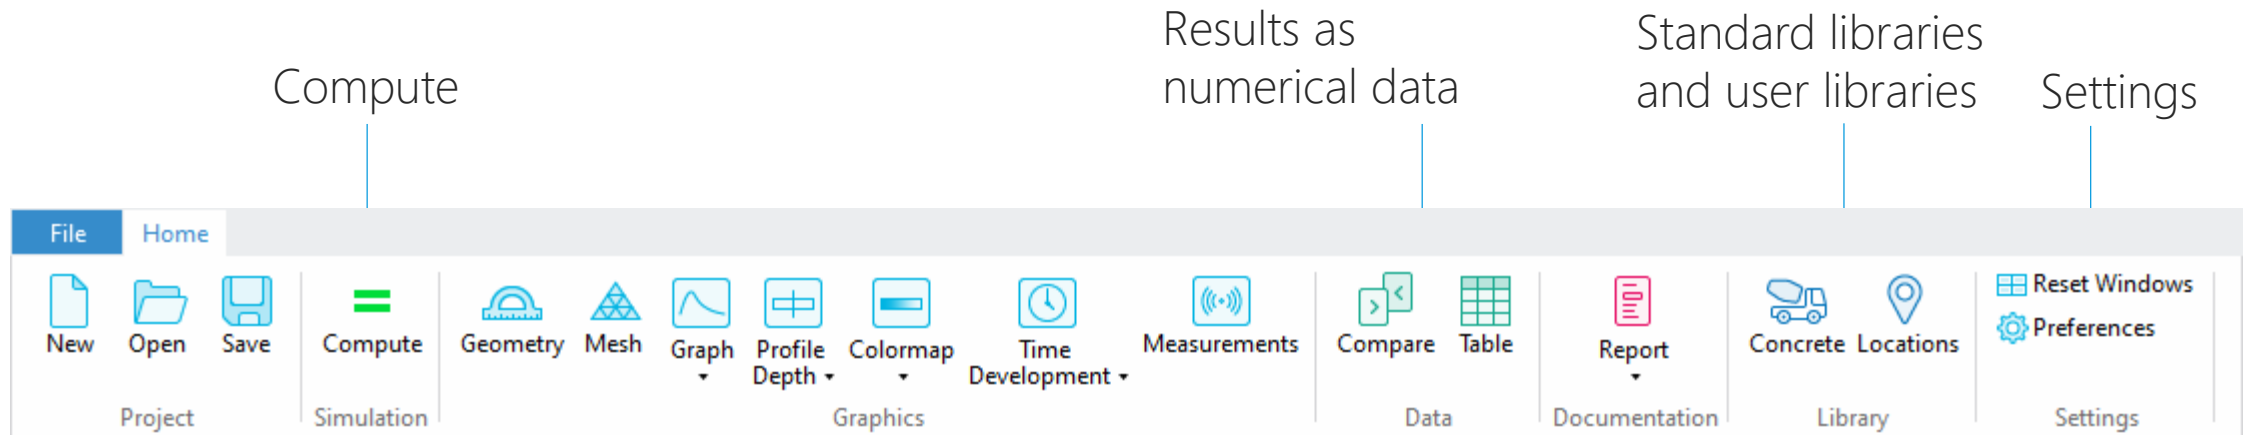 Results as
numerical data
Standard libraries
and user libraries
Compute
Settings
File
Home
New
Open
Save
Compute
Geometry
Mesh
Graph
Profile
Depth
Colormap
Time
Development
Measurements
Compare
Table
Report
Concrete
Locations
Reset Windows
Preferences
Project
Simulation
Graphics
Data
Documentation
Library
Settings